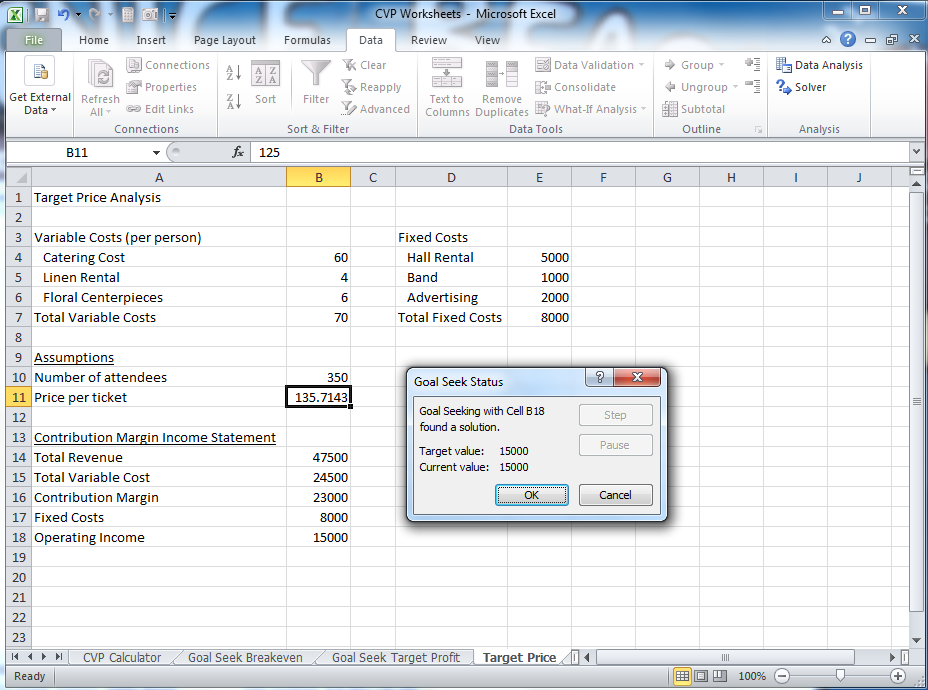 CVP Worksheets - Microsoft Excel
File Home Insert Page Layout Formulas Data Review View
Get External Data
Refresh All
Connections
Properties
Edit Links
Connections
Sort
Filter
Clear
Reapply
Advanced
Sort & Filter
Text to Columns
Remove Duplicates
Data Validation
Consolidate
What-If Analysis
Data Tools
Group
Ungroup
Subtotal
Outline
Data Analysis
Solver
Analysis
B11 fx 125
A B C D E F G H I J
1 Target Price Analysis
2
3 Variable Costs (per person) Fixed Costs
4 Catering Cost 60 Hall Rental 5000
5 Linen Rental 4 Band 1000
6 Floral Centerpieces 6 Advertising 2000
7 Total Variable Costs 70 Total Fixed Costs 8000
8
9 Assumptions
10 Number of attendees 350
11 Price per ticket 135.7143
12
13 Contribution Margin Income Statement
14 Total Revenue 47500
15 Total Variable Cost 24500
16 Contribution Margin 23000
17 Fixed Costs 8000
18 Operating Income 15000
19
20
21
22
23
Goal Seek Status
Goal Seeking with Cell B18
found a solution.
Target value: 15000
Current value: 15000
Step
Pause
OK Cancel
CVP Calculator Goal Seek Breakeven Goal Seek Target Profit Target Price
Ready 100%